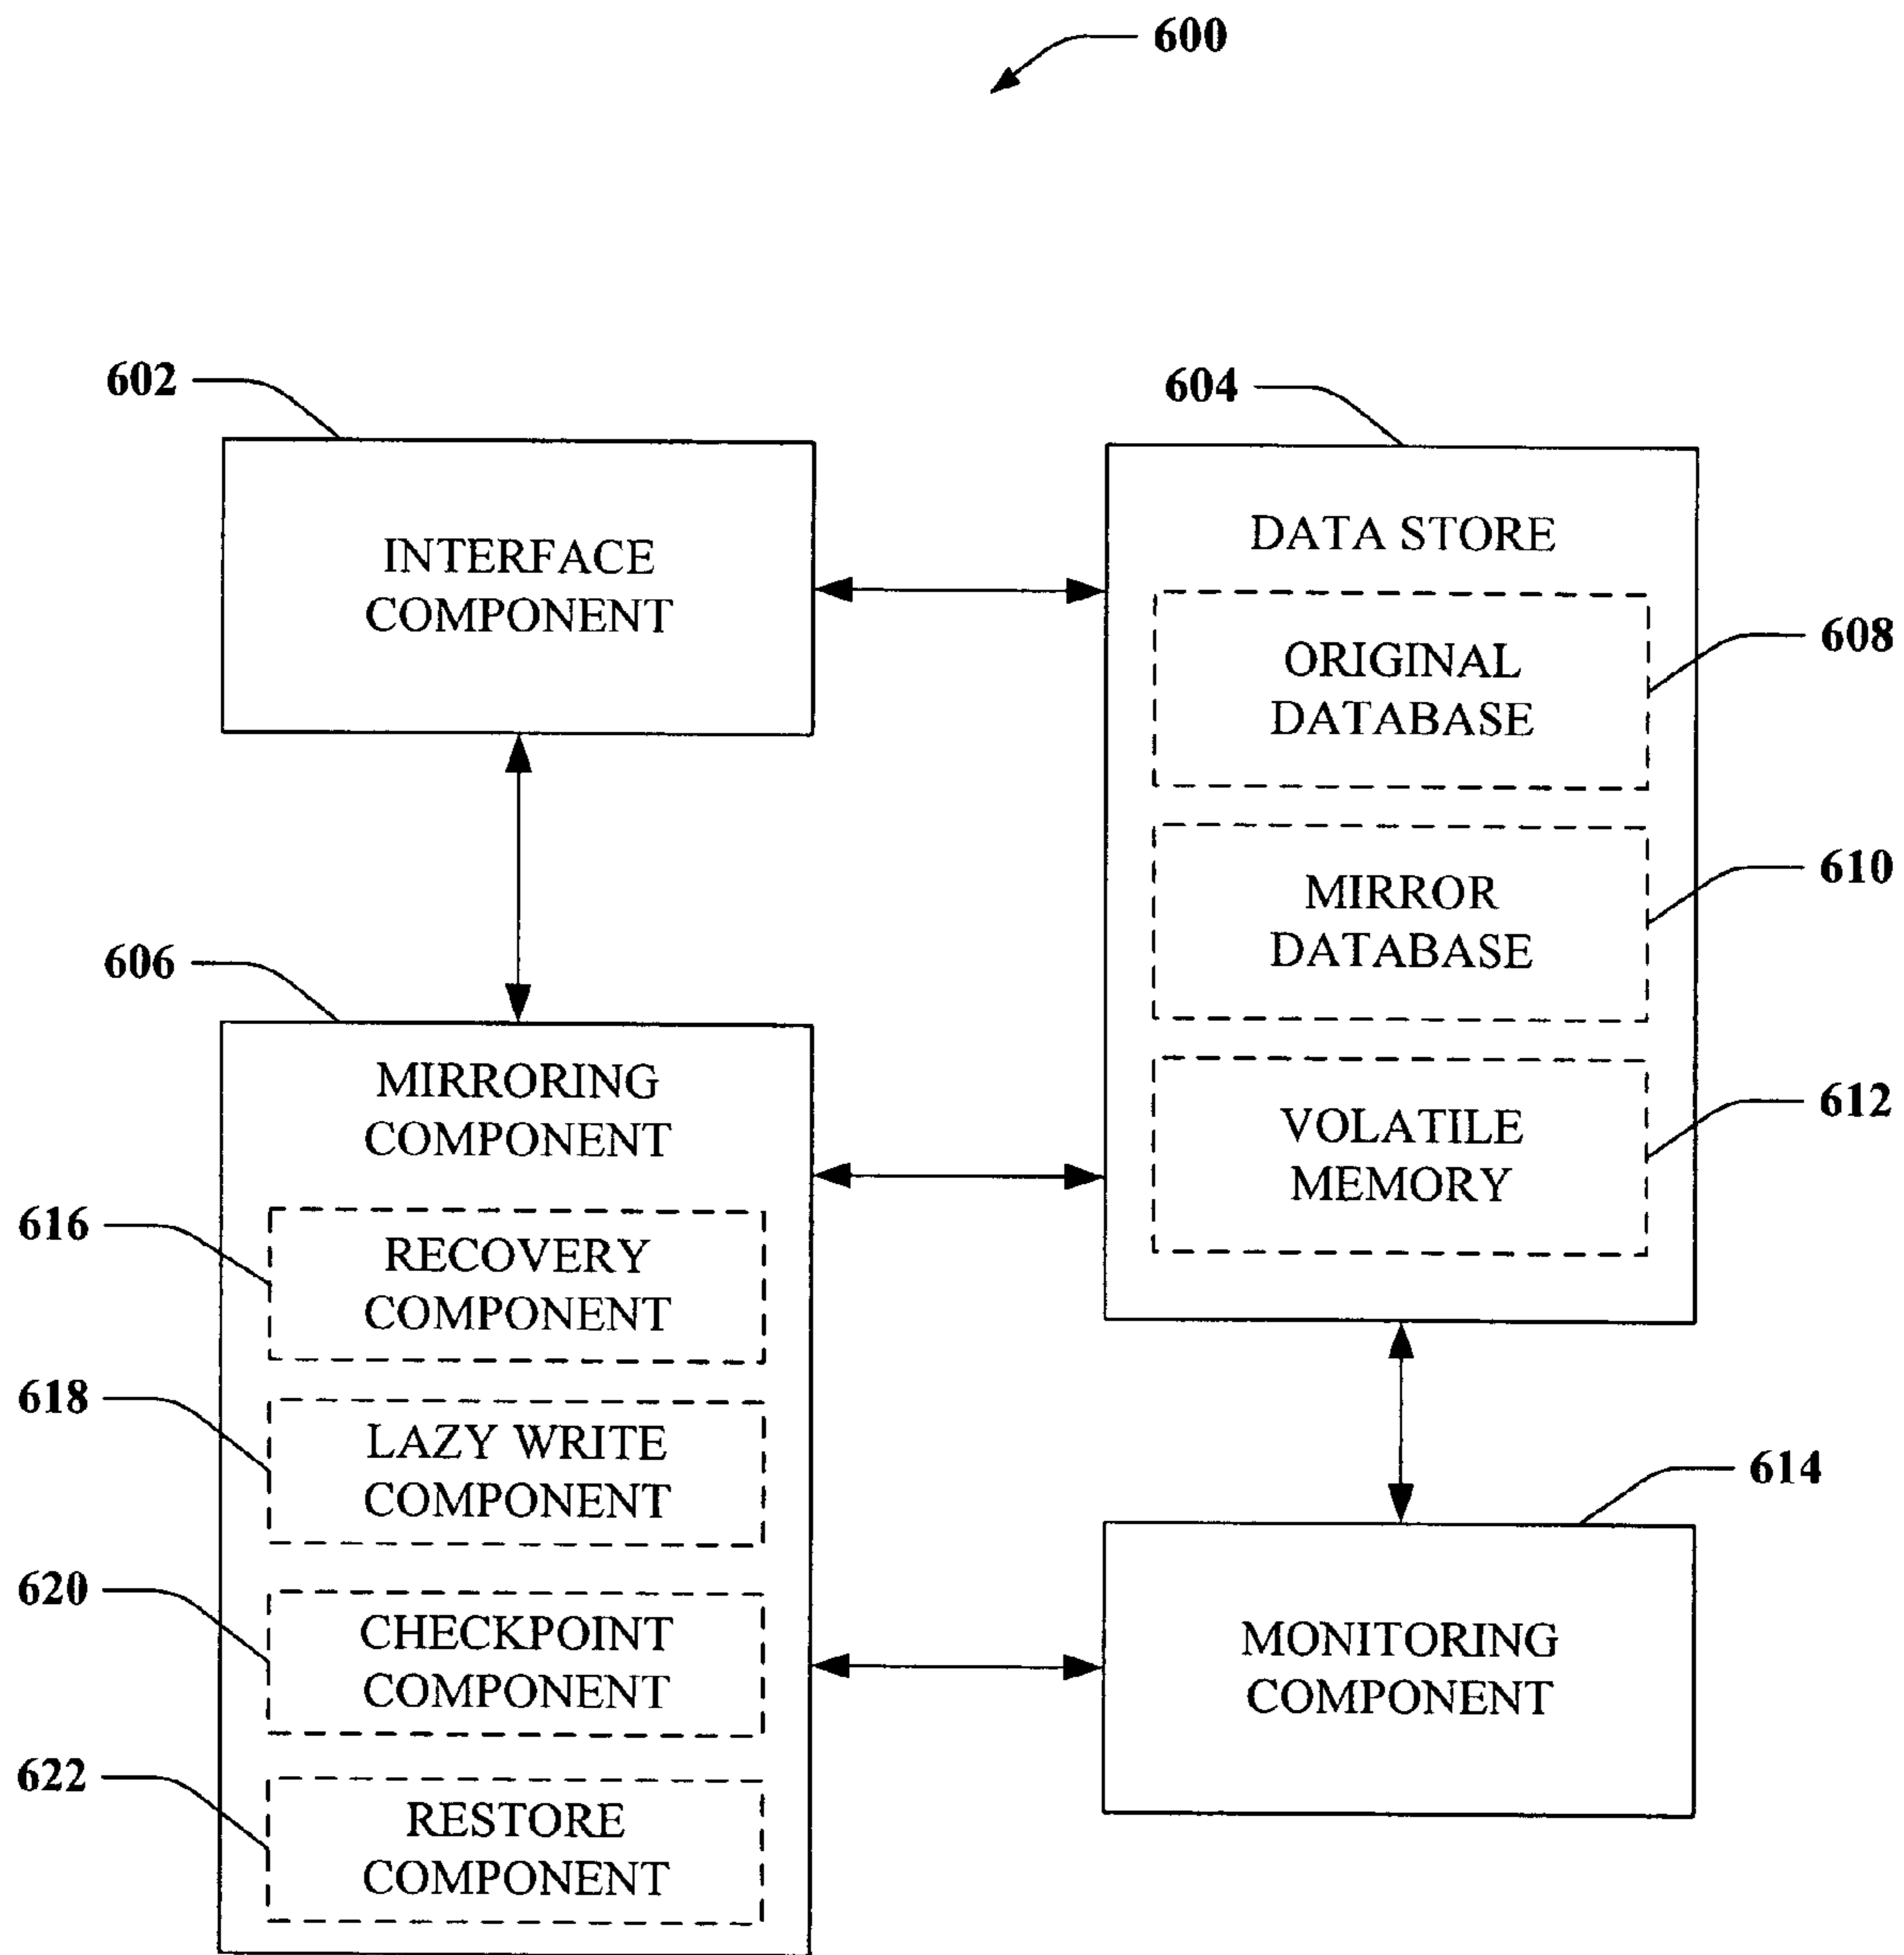 600
602
INTERFACE
COMPONENT
604
DATA STORE
ORIGINAL
DATABASE
608
MIRROR
DATABASE
610
VOLATILE
MEMORY
612
606
MIRRORING
COMPONENT
616
RECOVERY
COMPONENT
618
LAZY WRITE
COMPONENT
620
CHECKPOINT
COMPONENT
622
RESTORE
COMPONENT
614
MONITORING
COMPONENT